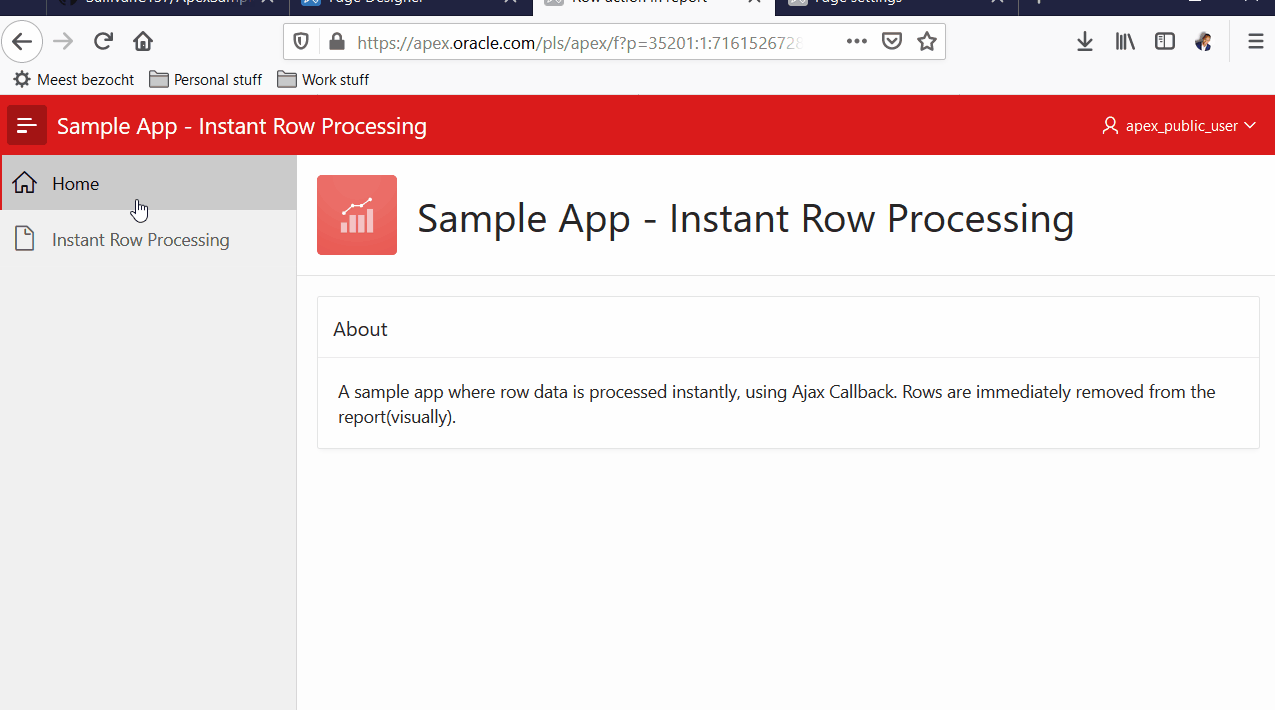 Page Designer
Row action in report
Page settings
https://apex.oracle.com/pls/apex/f?p=35201:1:7161526728
Meest bezocht
Personal stuff
Work stuff
Sample App - Instant Row Processing
apex_public_user
Home
Instant Row Processing
Sample App - Instant Row Processing
About
A sample app where row data is processed instantly, using Ajax Callback. Rows are immediately removed from the
report(visually).